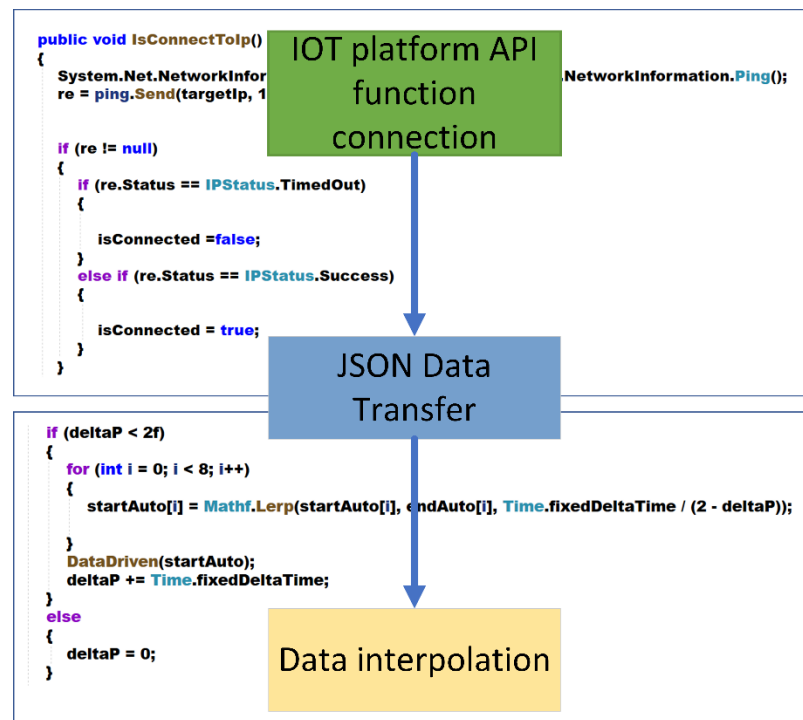 public void IsConnectToIp()
{
System.Net.NetworkInfor .NetworkInformation.Ping();
re = ping.Send(targetIp, 1
if (re != null)
{
if (re.Status == IPStatus.TimedOut)
{
isConnected =false;
}
else if (re.Status == IPStatus.Success)
{
isConnected = true;
}
}
IOT platform API
function
connection
JSON Data
Transfer
if (deltaP < 2f)
{
for (int i = 0; i < 8; i++)
{
startAuto[i] = Mathf.Lerp(startAuto[i], endAuto[i], Time.fixedDeltaTime / (2 - deltaP));
}
DataDriven(startAuto);
deltaP += Time.fixedDeltaTime;
}
else
{
deltaP = 0;
}
Data interpolation